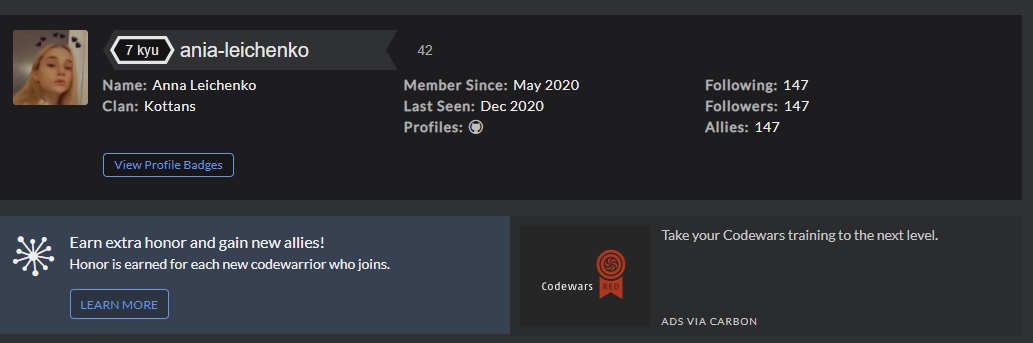 7 kyu ania-leichenko 42
Name: Anna Leichenko Member Since: May 2020 Following: 147
Clan: Kottans Last Seen: Dec 2020 Followers: 147
Profiles: Allies: 147
View Profile Badges
Earn extra honor and gain new allies!
Honor is earned for each new codewarrior who joins.
LEARN MORE
Take your Codewars training to the next level.
Codewars RED
ADS VIA CARBON